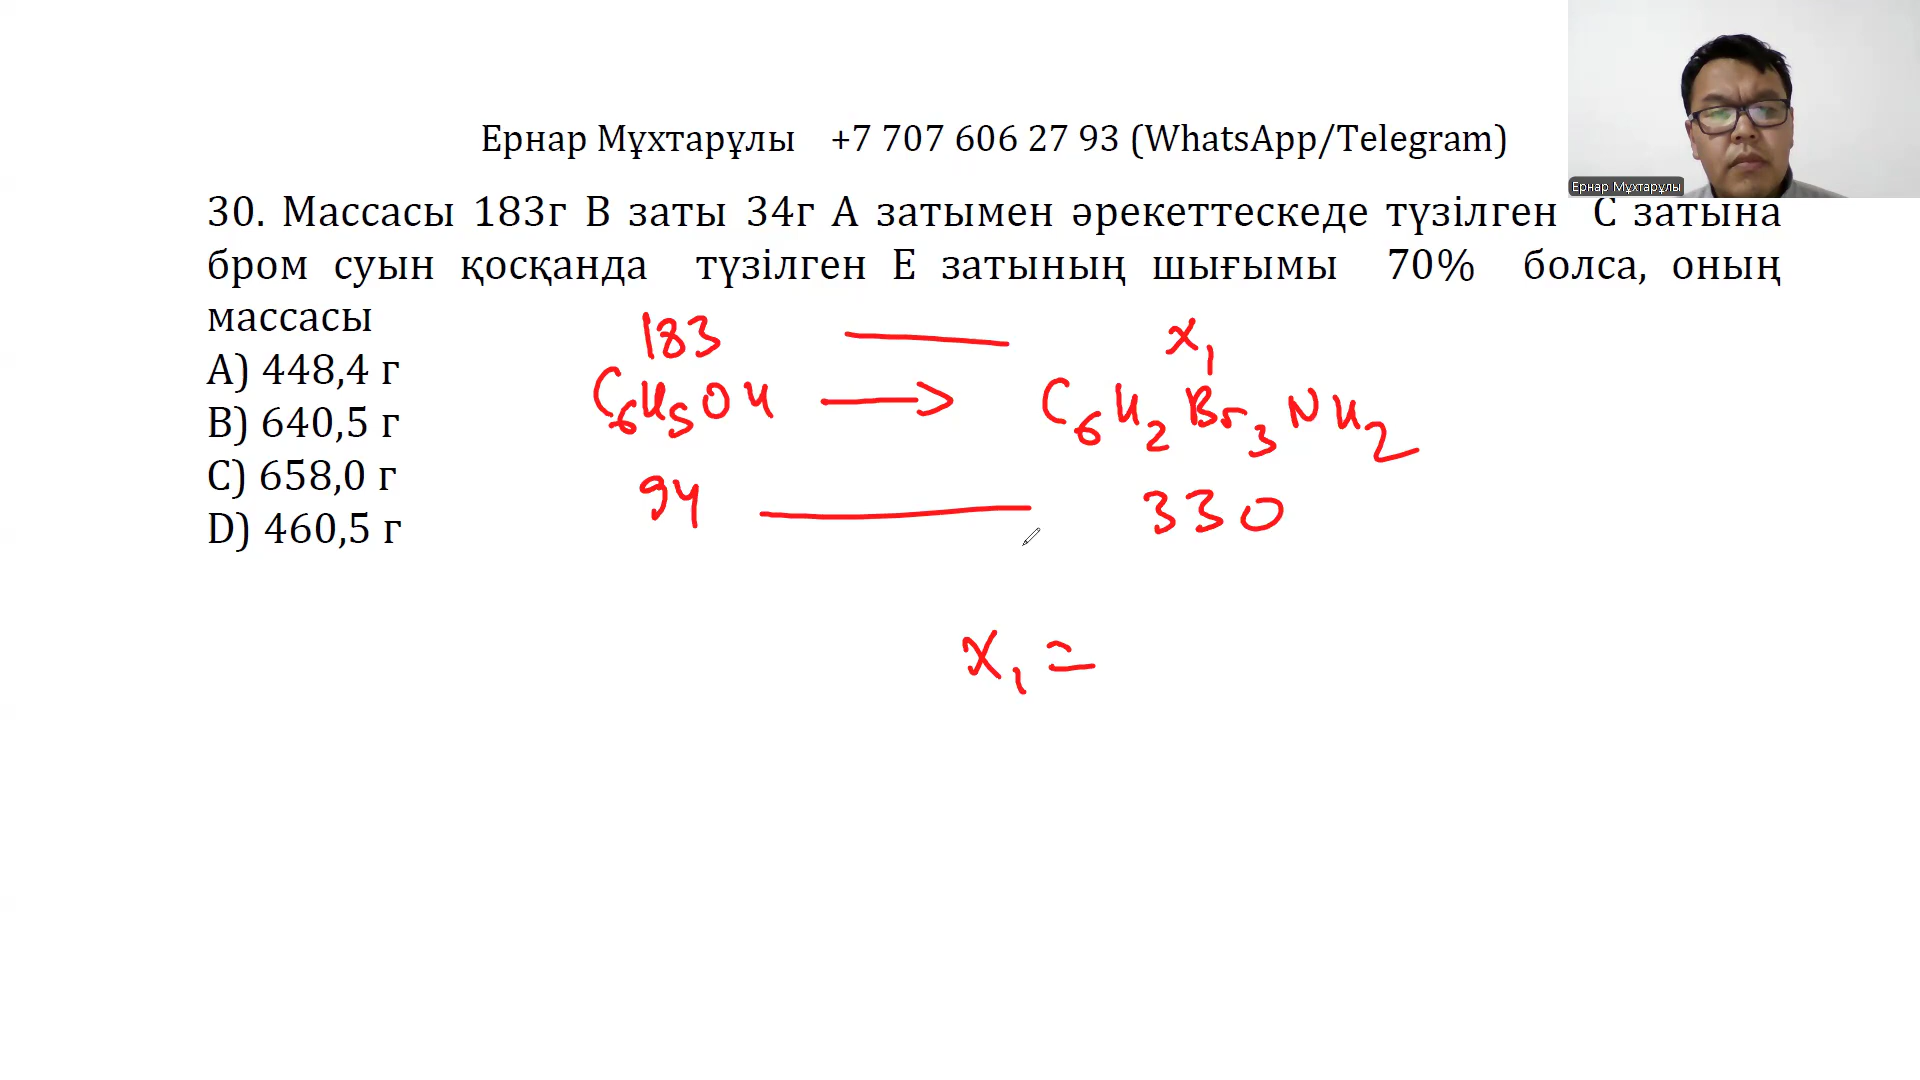 Ернар Мұхтарұлы +7 707 606 27 93 (WhatsApp/Telegram)
Ернар Мұхтарұлы
30. Массасы 183г В заты 34г А затымен әрекеттескеде түзілген С затына
бром суын қосқанда түзілген Е затының шығымы 70% болса, оның
массасы
A) 448,4 г
B) 640,5 г
C) 658,0 г
D) 460,5 г
183 — x₁
C₆H₅OH → C₆H₂Br₃NH₂
94 — 330
x₁ =